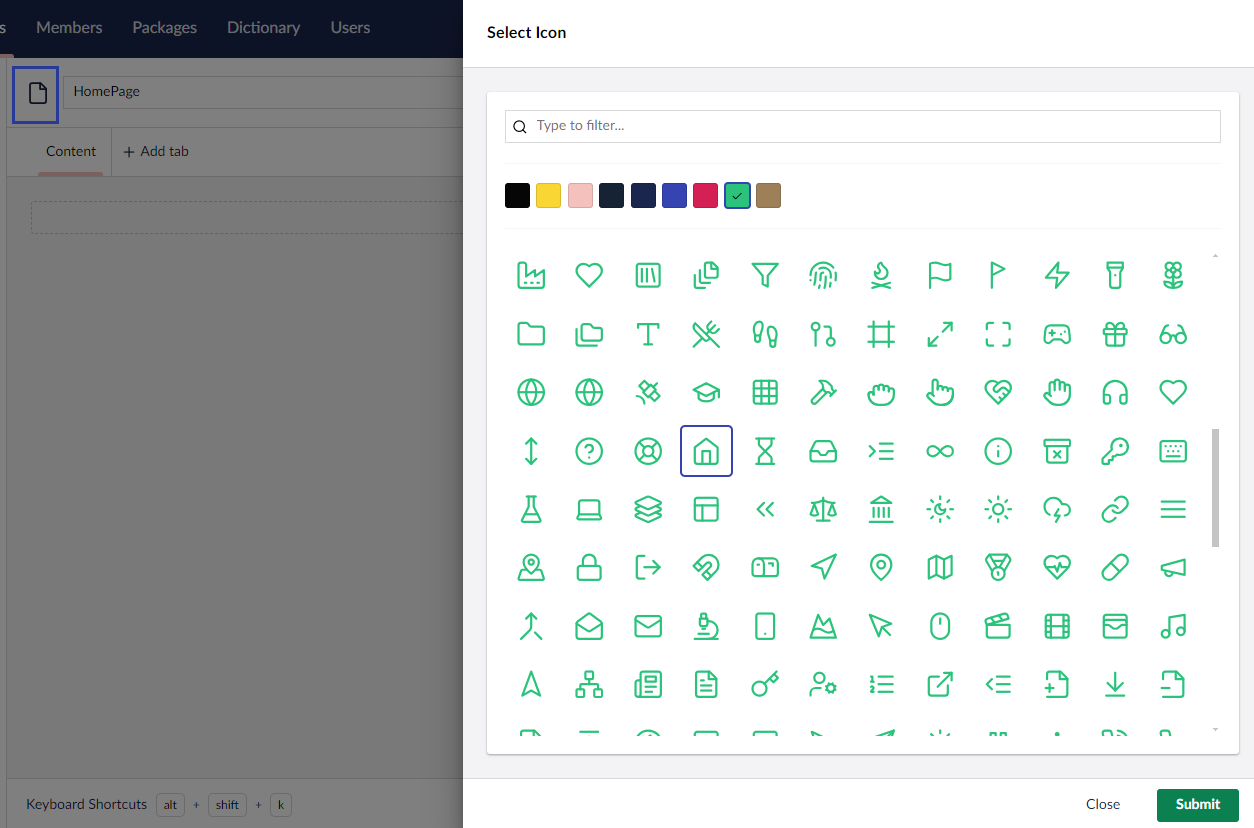 s Members Packages Dictionary Users
Select Icon
HomePage
Type to filter...
Content + Add tab
Keyboard Shortcuts alt + shift + k
Close Submit